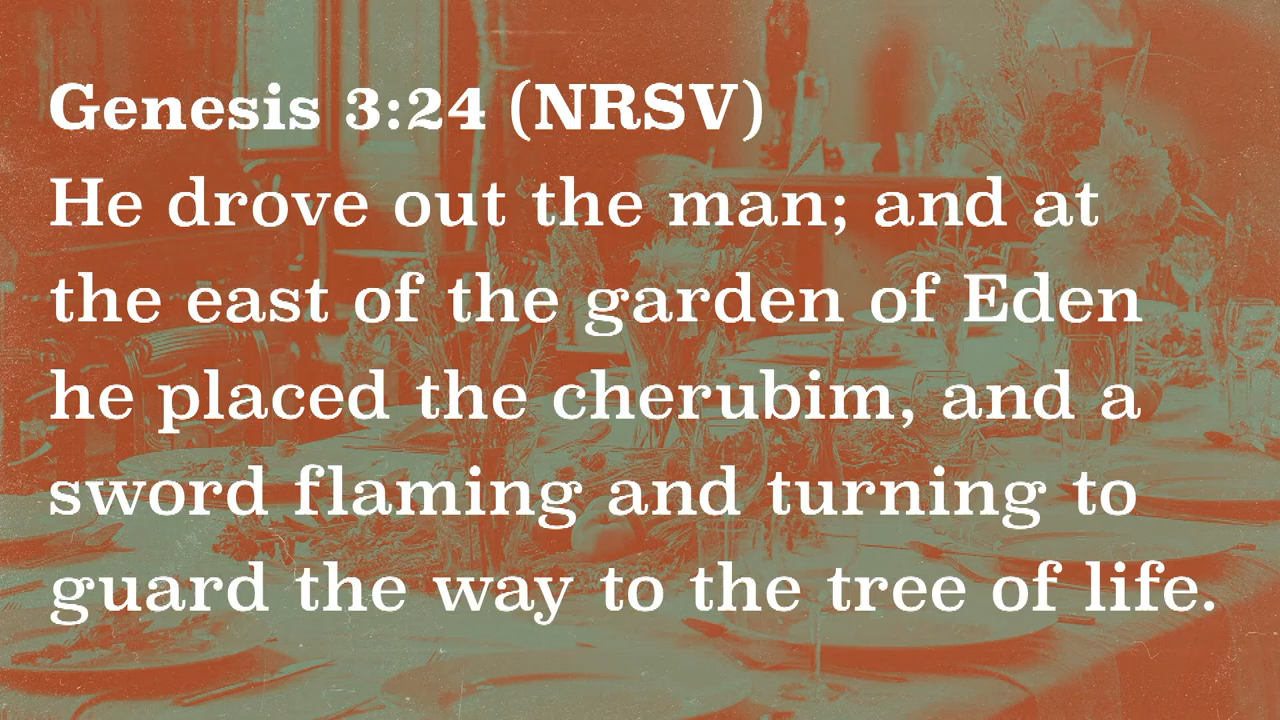 Genesis 3:24 (NRSV)
He drove out the man; and at
the east of the garden of Eden
he placed the cherubim, and a
sword flaming and turning to
guard the way to the tree of life.